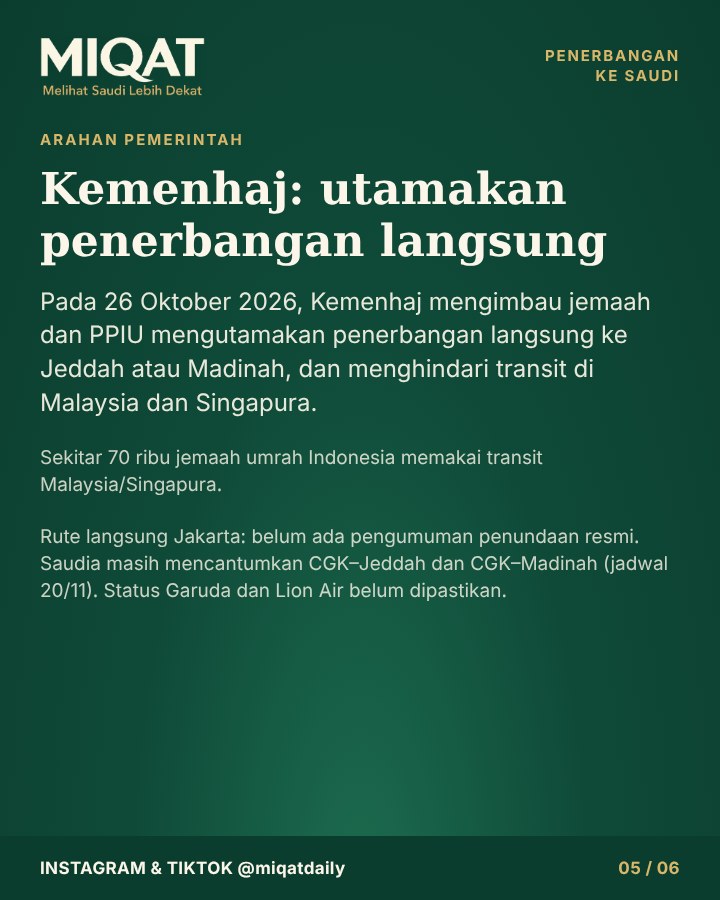 MIQAT
Melihat Saudi Lebih Dekat
PENERBANGAN
KE SAUDI
ARAHAN PEMERINTAH
Kemenhaj: utamakan
penerbangan langsung
Pada 26 Oktober 2026, Kemenhaj mengimbau jemaah
dan PPIU mengutamakan penerbangan langsung ke
Jeddah atau Madinah, dan menghindari transit di
Malaysia dan Singapura.
Sekitar 70 ribu jemaah umrah Indonesia memakai transit
Malaysia/Singapura.
Rute langsung Jakarta: belum ada pengumuman penundaan resmi.
Saudia masih mencantumkan CGK–Jeddah dan CGK–Madinah (jadwal
20/11). Status Garuda dan Lion Air belum dipastikan.
INSTAGRAM & TIKTOK @miqatdaily
05 / 06